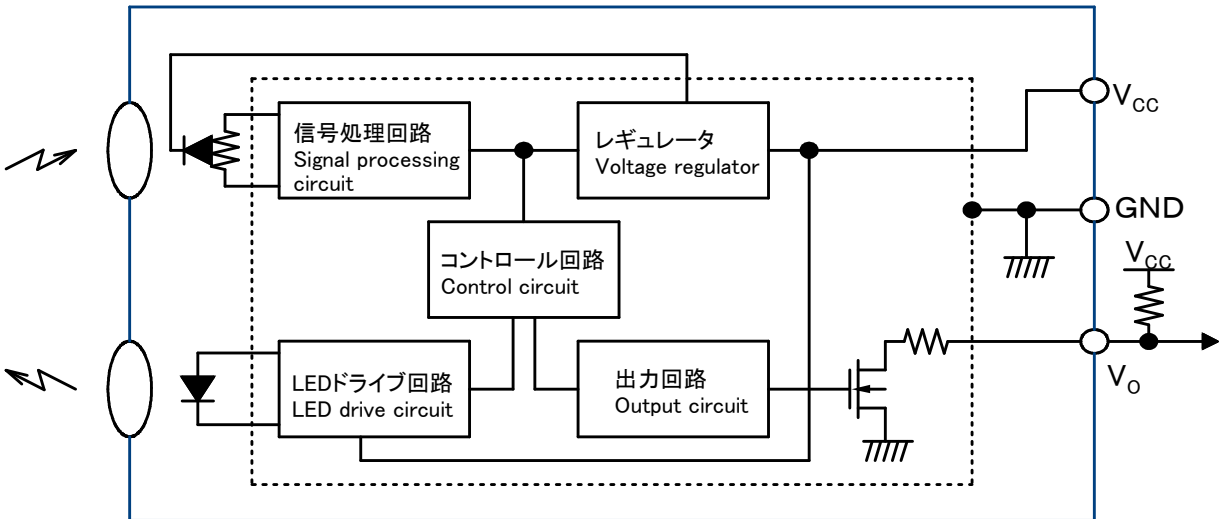 信号処理回路
Signal processing
circuit
レギュレータ
Voltage regulator
VCC
GND
コントロール回路
Control circuit
VCC
LEDドライブ回路
LED drive circuit
出力回路
Output circuit
VO